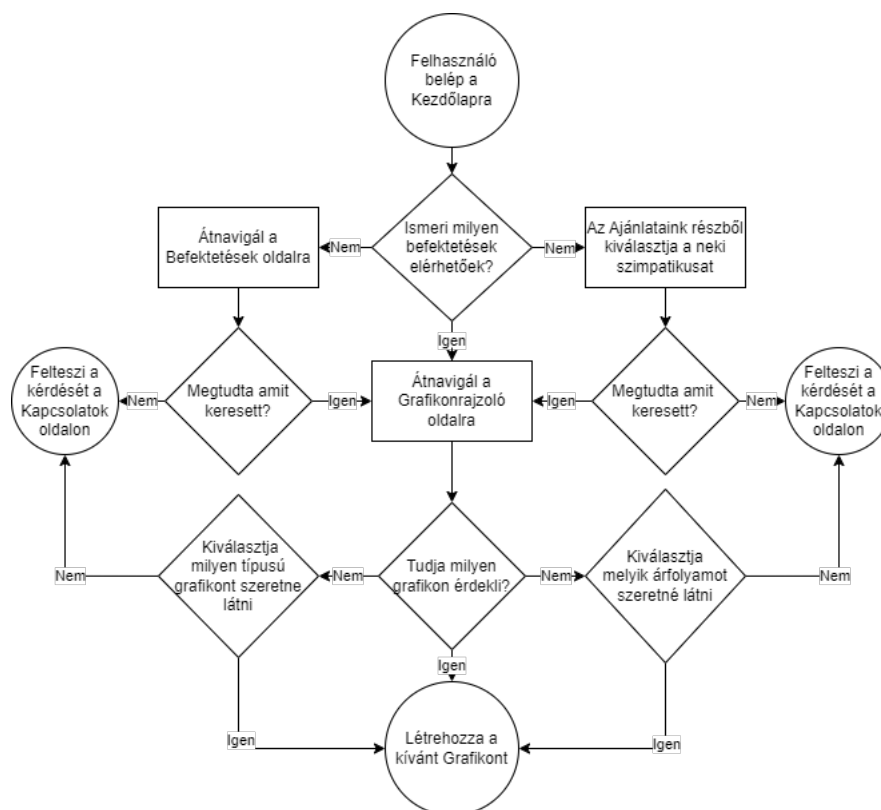 Felhasználó
belép a
Kezdőlapra
Átnavigál a
Befektetések oldalra
Nem
Ismeri milyen
befektetések
elérhetőek?
Nem
Az Ajánlataink részből
kiválasztja a neki
szimpatikusat
Igen
Felteszi a
kérdését a
Kapcsolatok
oldalon
Nem
Megtudta amit
keresett?
Igen
Átnavigál a
Grafikonrajzoló
oldalra
Igen
Megtudta amit
keresett?
Nem
Felteszi a
kérdését a
Kapcsolatok
oldalon
Nem
Kiválasztja
milyen típusú
grafikont szeretne
látni
Nem
Tudja milyen
grafikon érdekli?
Nem
Kiválasztja
melyik árfolyamot
szeretné látni
Nem
Igen
Igen
Létrehozza a
kívánt Grafikont
Igen